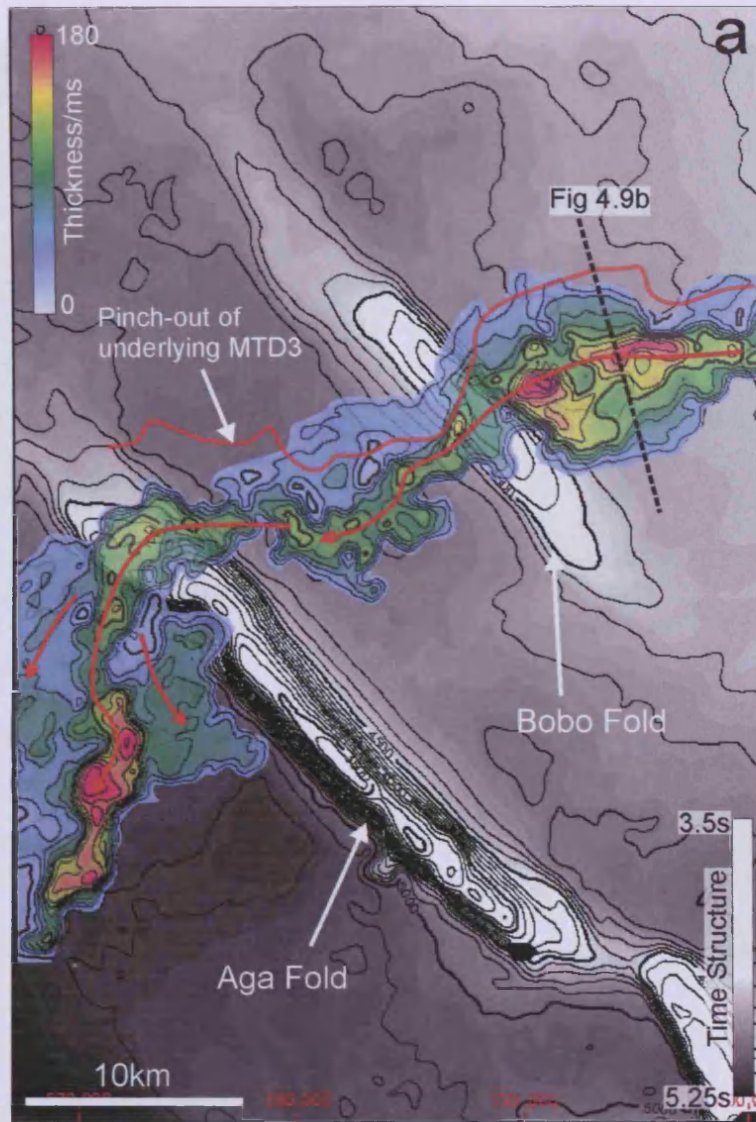 a
180
Thickness/ms
0
Fig 4.9b
Pinch-out of
underlying MTD3
Bobo Fold
Aga Fold
3.5s
Time Structure
5.25s
10km